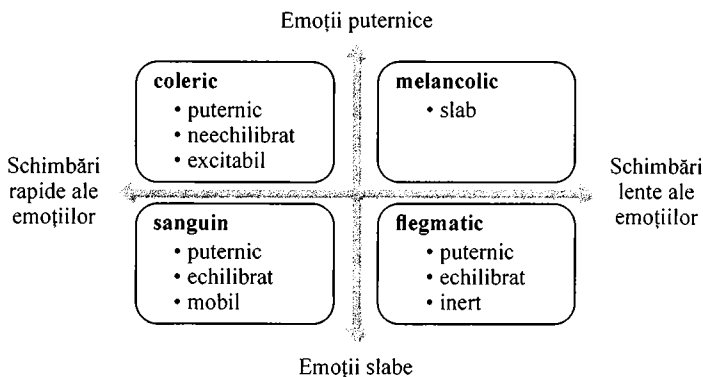 Emoții puternice
coleric
• puternic
• neechilibrat
• excitabil
melancolic
• slab
Schimbări
rapide ale
emoțiilor
Schimbări
lente ale
emoțiilor
sanguin
• puternic
• echilibrat
• mobil
flegmatic
• puternic
• echilibrat
• inert
Emoții slabe